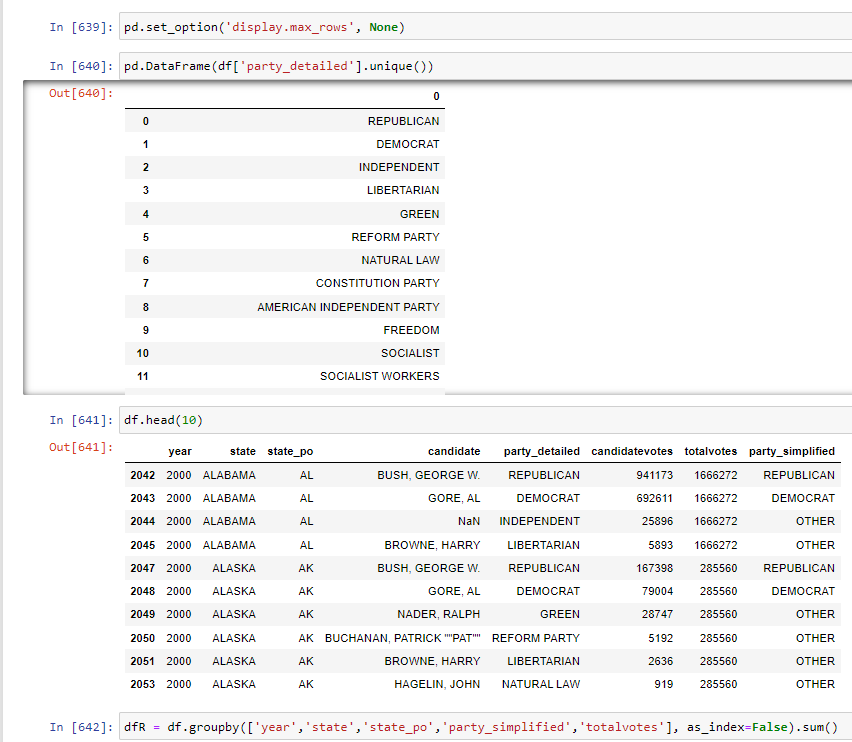 In [639]: pd.set_option('display.max_rows', None)
In [640]: pd.DataFrame(df['party_detailed'].unique())
Out[640]:
0
0 REPUBLICAN
1 DEMOCRAT
2 INDEPENDENT
3 LIBERTARIAN
4 GREEN
5 REFORM PARTY
6 NATURAL LAW
7 CONSTITUTION PARTY
8 AMERICAN INDEPENDENT PARTY
9 FREEDOM
10 SOCIALIST
11 SOCIALIST WORKERS
In [641]: df.head(10)
Out[641]:
year state state_po candidate party_detailed candidatevotes totalvotes party_simplified
2042 2000 ALABAMA AL BUSH, GEORGE W. REPUBLICAN 941173 1666272 REPUBLICAN
2043 2000 ALABAMA AL GORE, AL DEMOCRAT 692611 1666272 DEMOCRAT
2044 2000 ALABAMA AL NaN INDEPENDENT 25896 1666272 OTHER
2045 2000 ALABAMA AL BROWNE, HARRY LIBERTARIAN 5893 1666272 OTHER
2047 2000 ALASKA AK BUSH, GEORGE W. REPUBLICAN 167398 285560 REPUBLICAN
2048 2000 ALASKA AK GORE, AL DEMOCRAT 79004 285560 DEMOCRAT
2049 2000 ALASKA AK NADER, RALPH GREEN 28747 285560 OTHER
2050 2000 ALASKA AK BUCHANAN, PATRICK ""PAT"" REFORM PARTY 5192 285560 OTHER
2051 2000 ALASKA AK BROWNE, HARRY LIBERTARIAN 2636 285560 OTHER
2053 2000 ALASKA AK HAGELIN, JOHN NATURAL LAW 919 285560 OTHER
In [642]: dfR = df.groupby(['year','state','state_po','party_simplified','totalvotes'], as_index=False).sum()